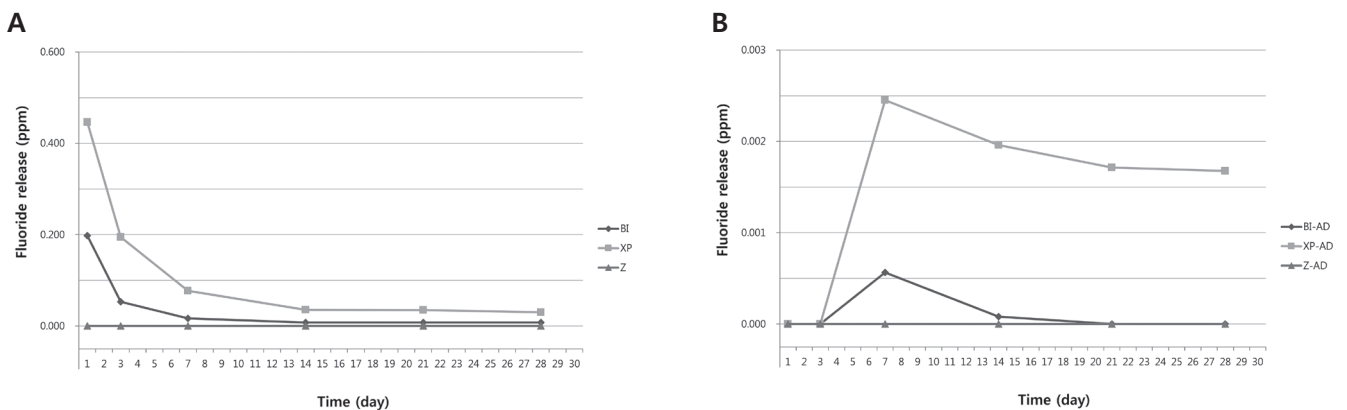 A
0.600
0.400
0.200
0.000
Fluoride release (ppm)
1 2 3 4 5 6 7 8 9 10 11 12 13 14 15 16 17 18 19 20 21 22 23 24 25 26 27 28 29 30
Time (day)
BI
XP
Z
B
0.003
0.002
0.001
0.000
Fluoride release (ppm)
1 2 3 4 5 6 7 8 9 10 11 12 13 14 15 16 17 18 19 20 21 22 23 24 25 26 27 28 29 30
Time (day)
BI-AD
XP-AD
Z-AD